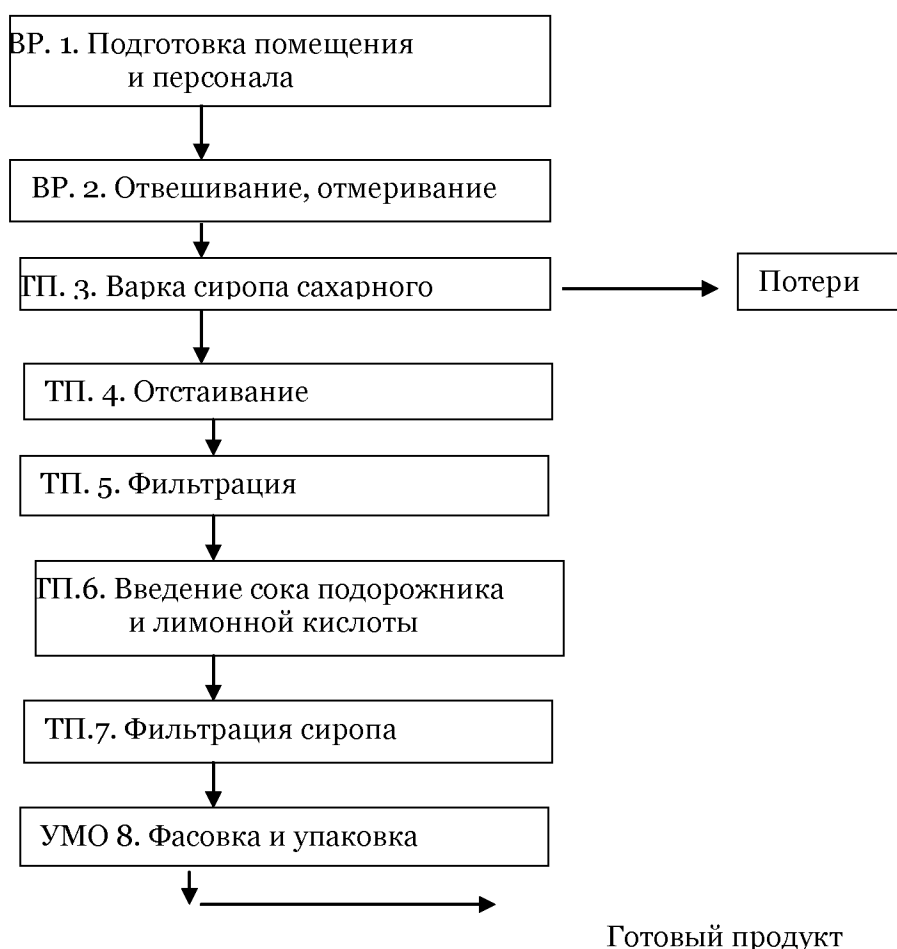 ВР. 1. Подготовка помещения
и персонала
ВР. 2. Отвешивание, отмеривание
ТП. 3. Варка сиропа сахарного
Потери
ТП. 4. Отстаивание
ТП. 5. Фильтрация
ТП.6. Введение сока подорожника
и лимонной кислоты
ТП.7. Фильтрация сиропа
УМО 8. Фасовка и упаковка
Готовый продукт